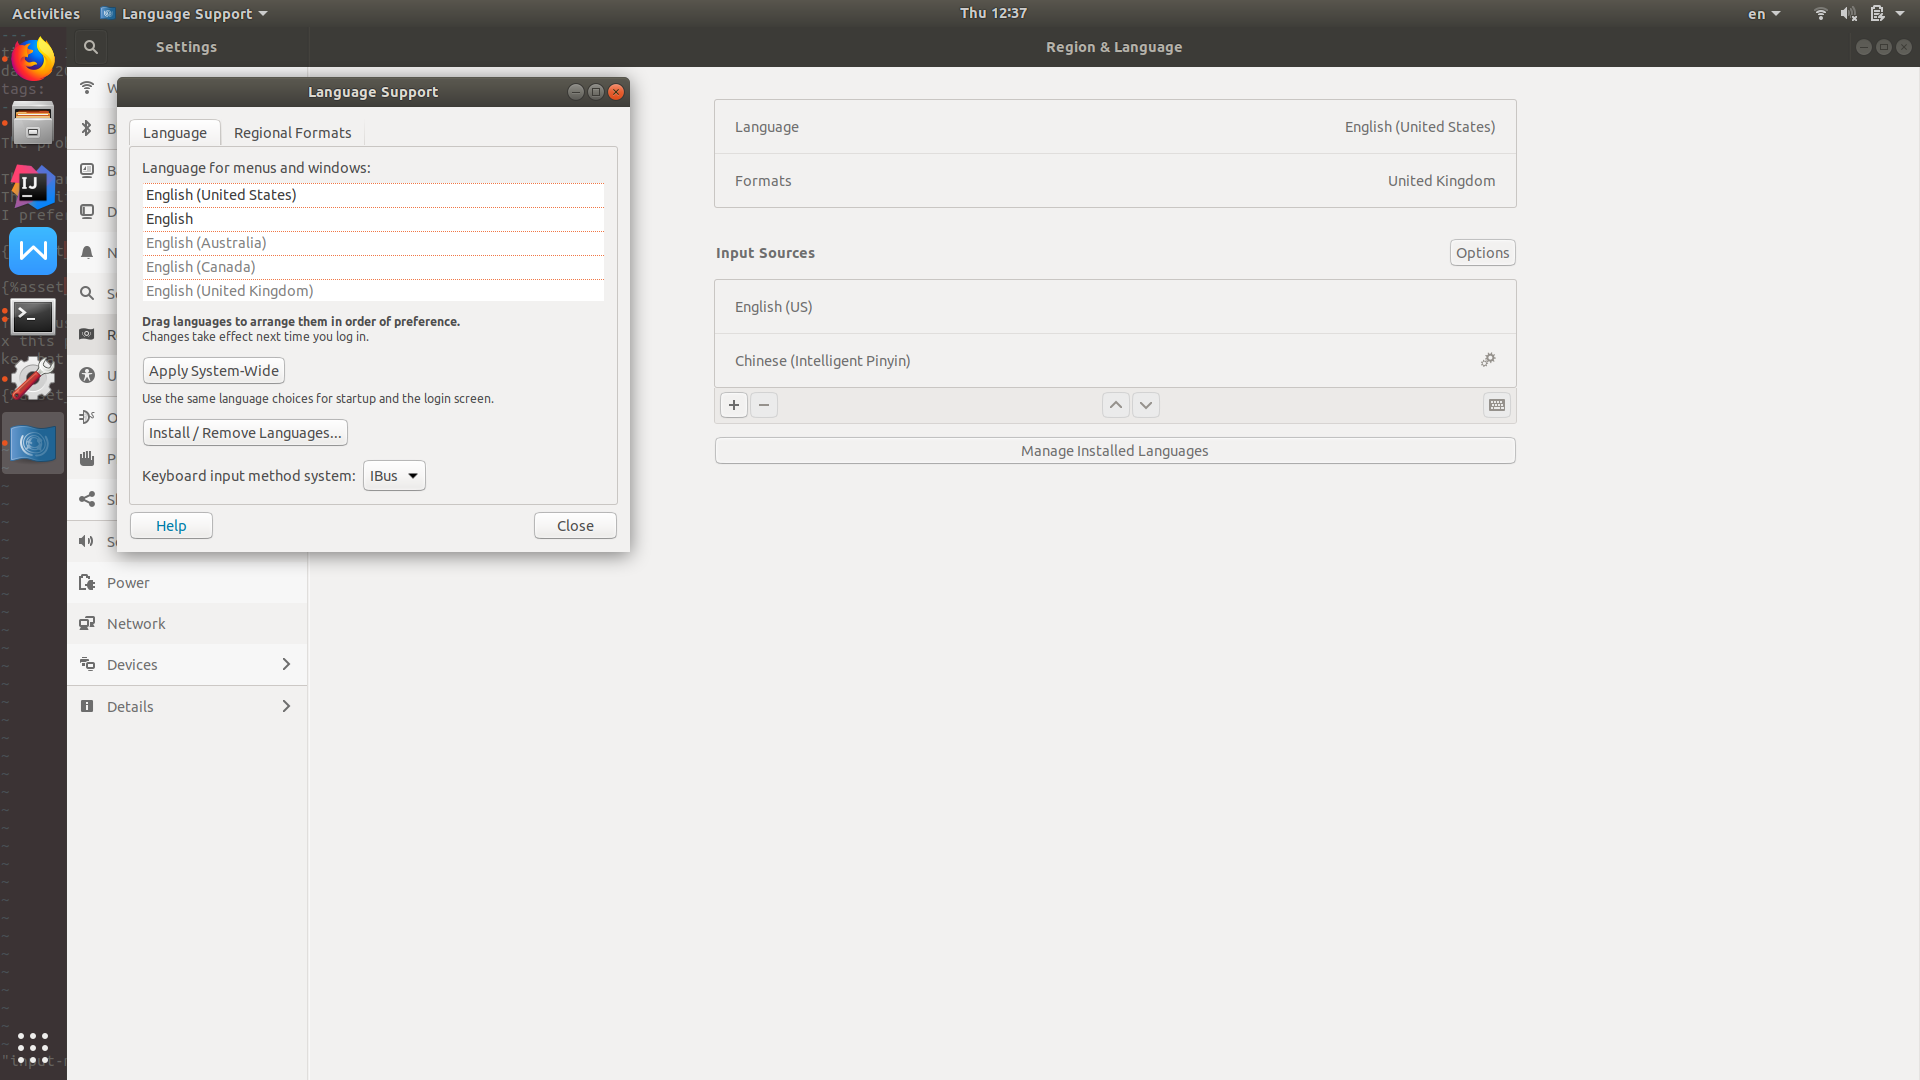 Activities
Language Support
Thu 12:37
en
Settings
Region & Language
tags:
Language Support
Language
Regional Formats
Language for menus and windows:
English (United States)
English
English (Australia)
English (Canada)
English (United Kingdom)
Drag languages to arrange them in order of preference.
Changes take effect next time you log in.
Apply System-Wide
Use the same language choices for startup and the login screen.
Install / Remove Languages...
Keyboard input method system:
IBus
Help
Close
Power
Network
Devices
Details
Language
English (United States)
Formats
United Kingdom
Input Sources
Options
English (US)
Chinese (Intelligent Pinyin)
Manage Installed Languages
I prefer
{%asset
x this